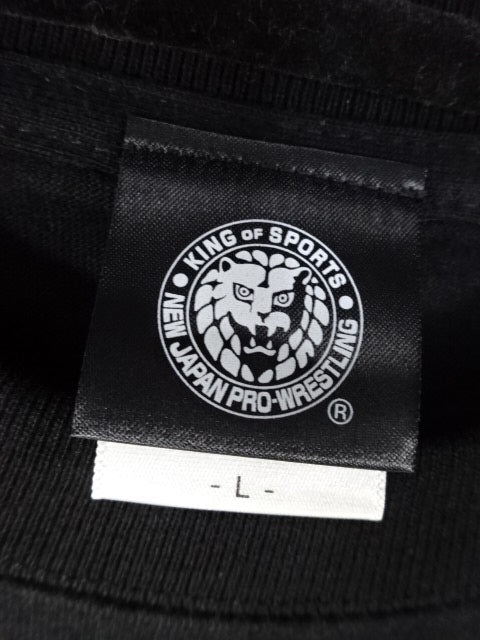 KING OF SPORTS
NEW JAPAN PRO-WRESTLING
®
- L -